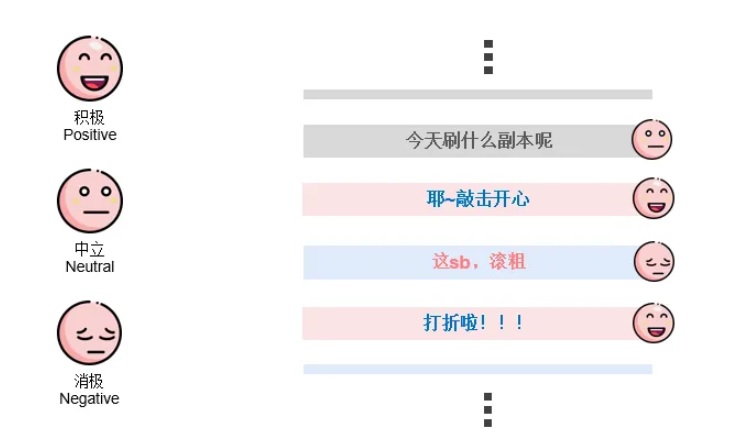 积极
Positive
中立
Neutral
消极
Negative
今天刷什么副本呢
耶~敲击开心
这sb，滚粗
打折啦！！！